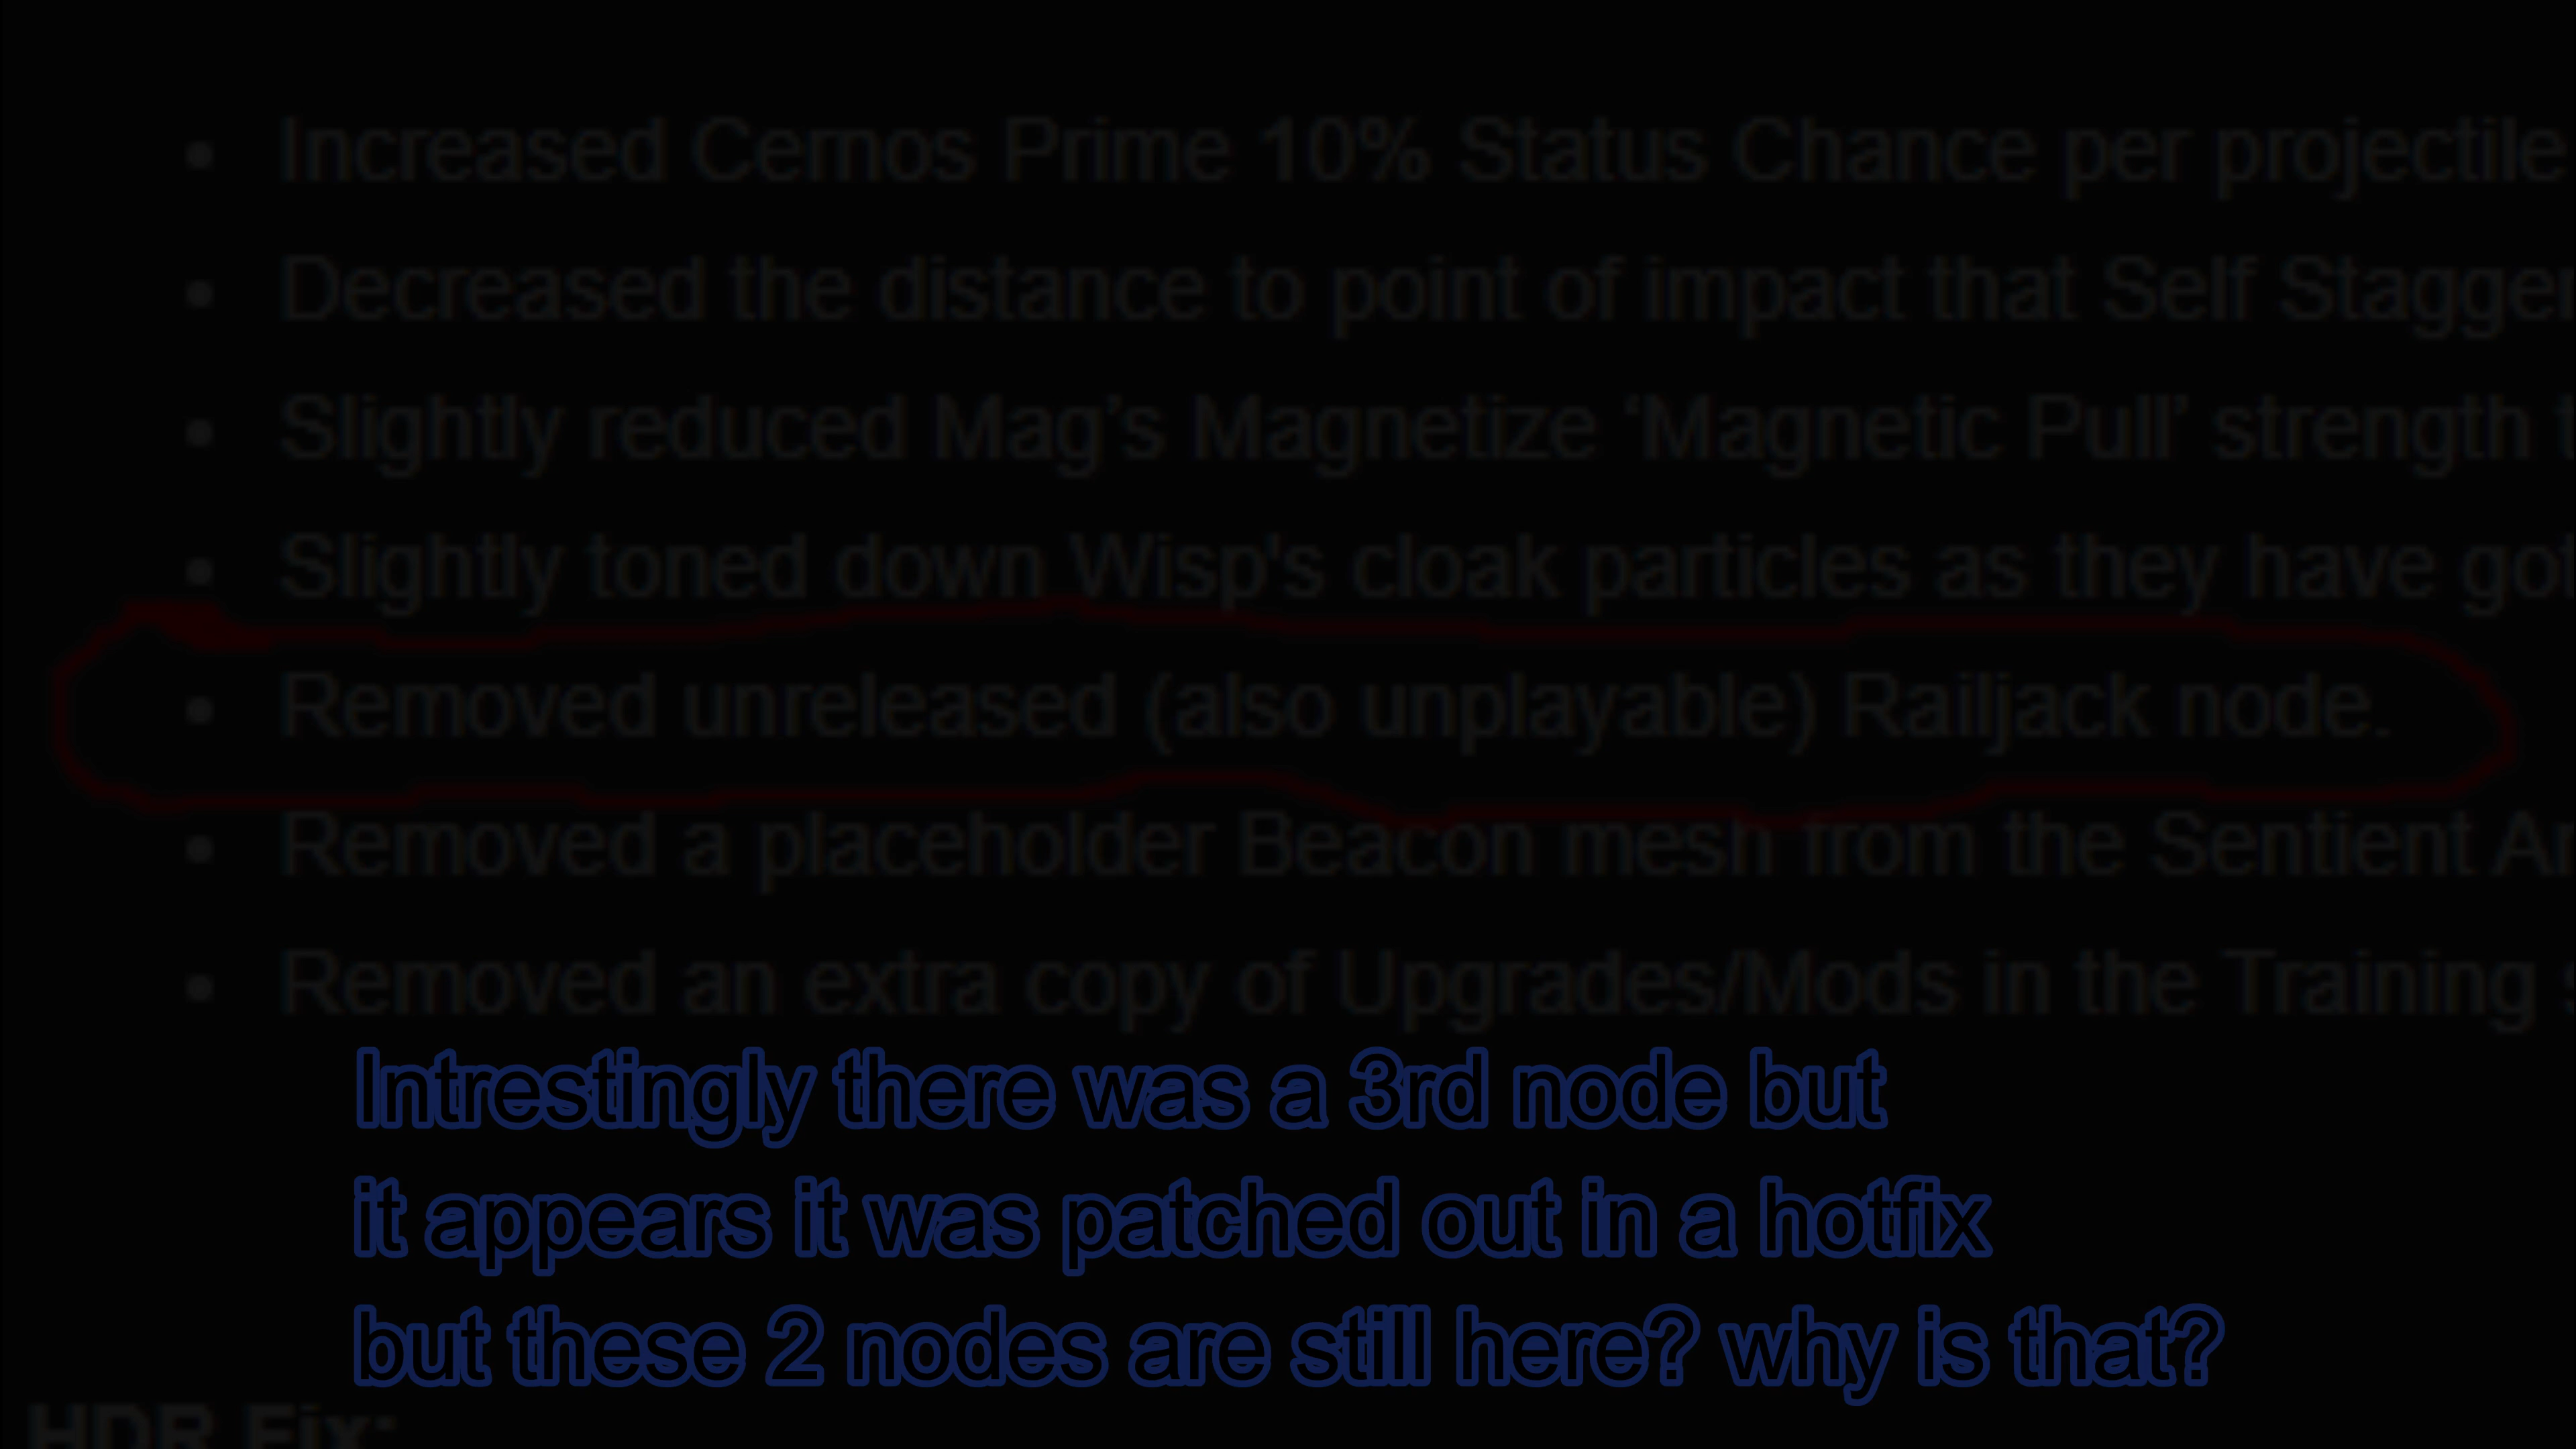 • Increased Cernos Prime 10% Status Chance per projectile
• Decreased the distance to point of impact that Self Stagger
• Slightly reduced Mag’s Magnetize ‘Magnetic Pull’ strength
• Slightly toned down Wisp's cloak particles as they have
• Removed unreleased (also unplayable) Railjack node.
• Removed a placeholder Beacon mesh from the Sentient
• Removed an extra copy of Upgrades/Mods in the Training
Intrestingly there was a 3rd node but
it appears it was patched out in a hotfix
but these 2 nodes are still here? why is that?
HDR Fix: